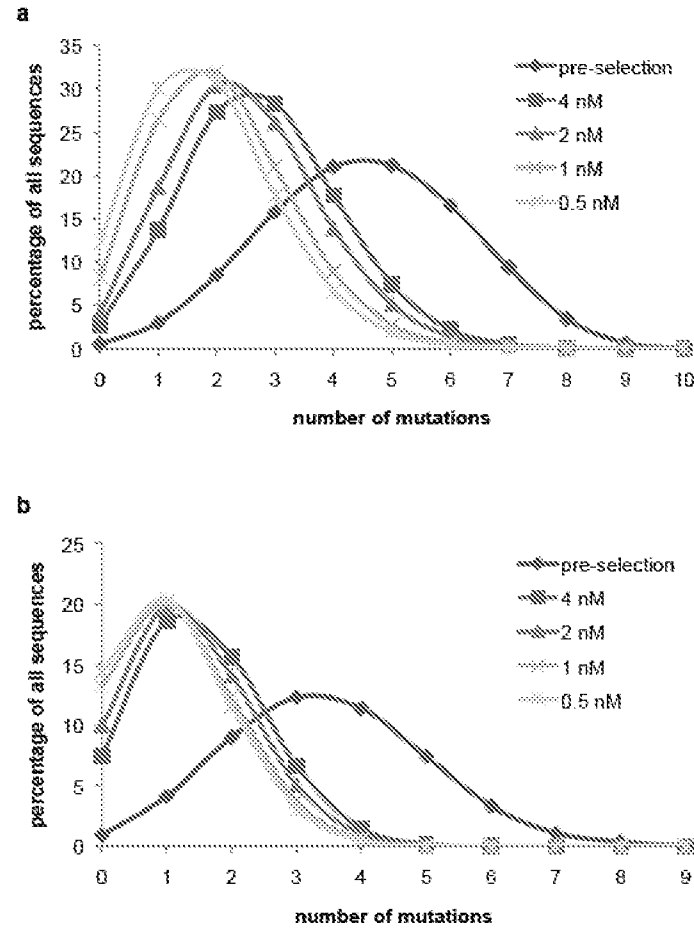 a
percentage of all sequences
35
30
25
20
15
10
5
0
0 1 2 3 4 5 6 7 8 9 10
number of mutations
pre-selection
4 nM
2 nM
1 nM
0.5 nM
b
percentage of all sequences
25
20
15
10
5
0
0 1 2 3 4 5 6 7 8 9
number of mutations
pre-selection
4 nM
2 nM
1 nM
0.5 nM